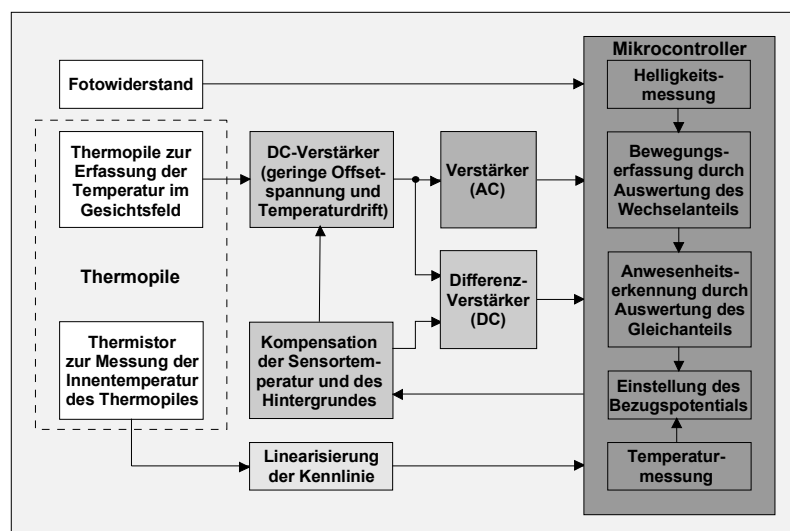 Fotowiderstand
Thermopile zur
Erfassung der
Temperatur im
Gesichtsfeld
Thermopile
Thermistor
zur Messung der
Innentemperatur
des Thermopiles
DC-Verstärker
(geringe Offset-
spannung und
Temperaturdrift)
Verstärker
(AC)
Differenz-
Verstärker
(DC)
Kompensation
der Sensortem-
peratur und des
Hintergrundes
Linearisierung
der Kennlinie
Mikrocontroller
Helligkeits-
messung
Bewegungs-
erfassung durch
Auswertung des
Wechselanteils
Anwesenheits-
erkennung durch
Auswertung des
Gleichanteils
Einstellung des
Bezugspotentials
Temperatur-
messung